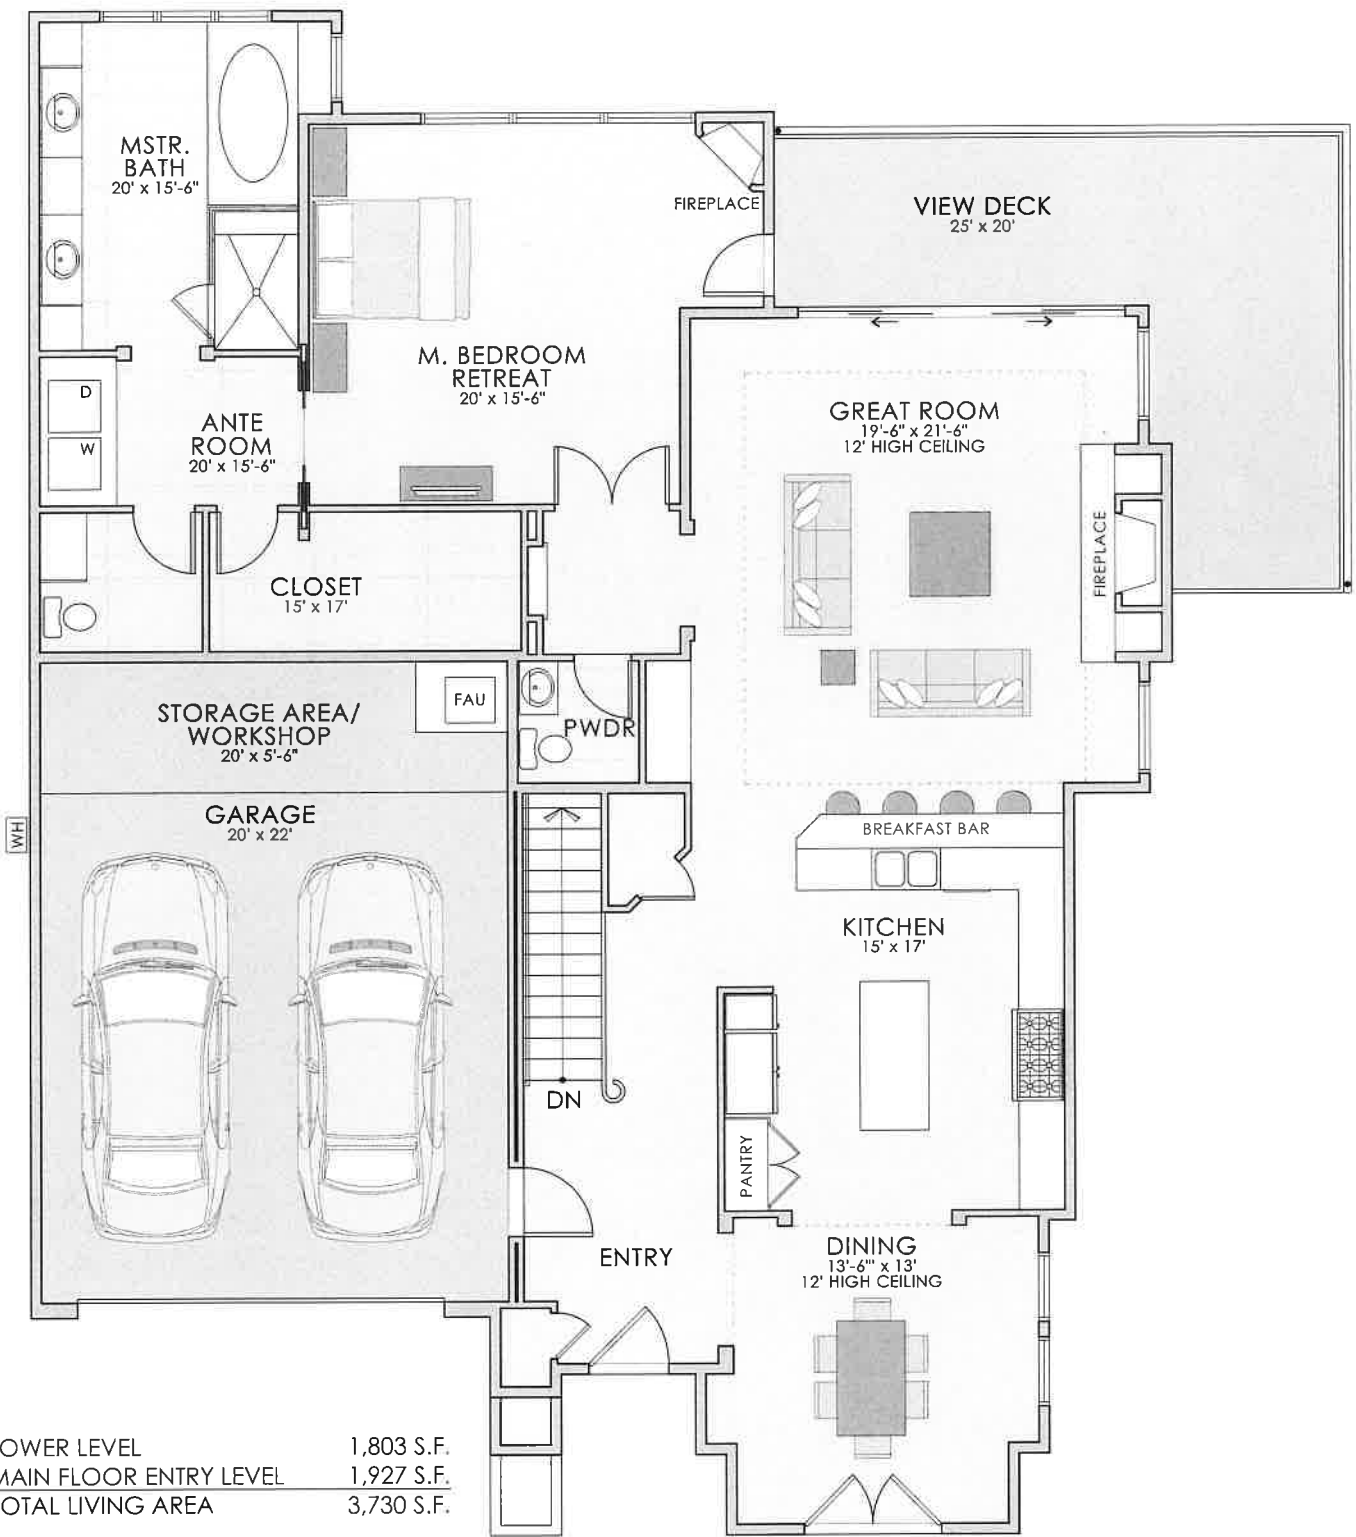 MSTR.
BATH
20' x 15'-6"
FIREPLACE
VIEW DECK
25' x 20'
M. BEDROOM
RETREAT
20' x 15'-6"
D
W
ANTE
ROOM
20' x 15'-6"
GREAT ROOM
19'-6" x 21'-6"
12' HIGH CEILING
FIREPLACE
CLOSET
15' x 17'
STORAGE AREA/
WORKSHOP
20' x 5'-6"
FAU
PWDR
GARAGE
20' x 22'
WH
BREAKFAST BAR
KITCHEN
15' x 17'
DN
PANTRY
ENTRY
DINING
13'-6'" x 13'
12' HIGH CEILING
OWER LEVEL 1,803 S.F.
MAIN FLOOR ENTRY LEVEL 1,927 S.F.
OTAL LIVING AREA 3,730 S.F.